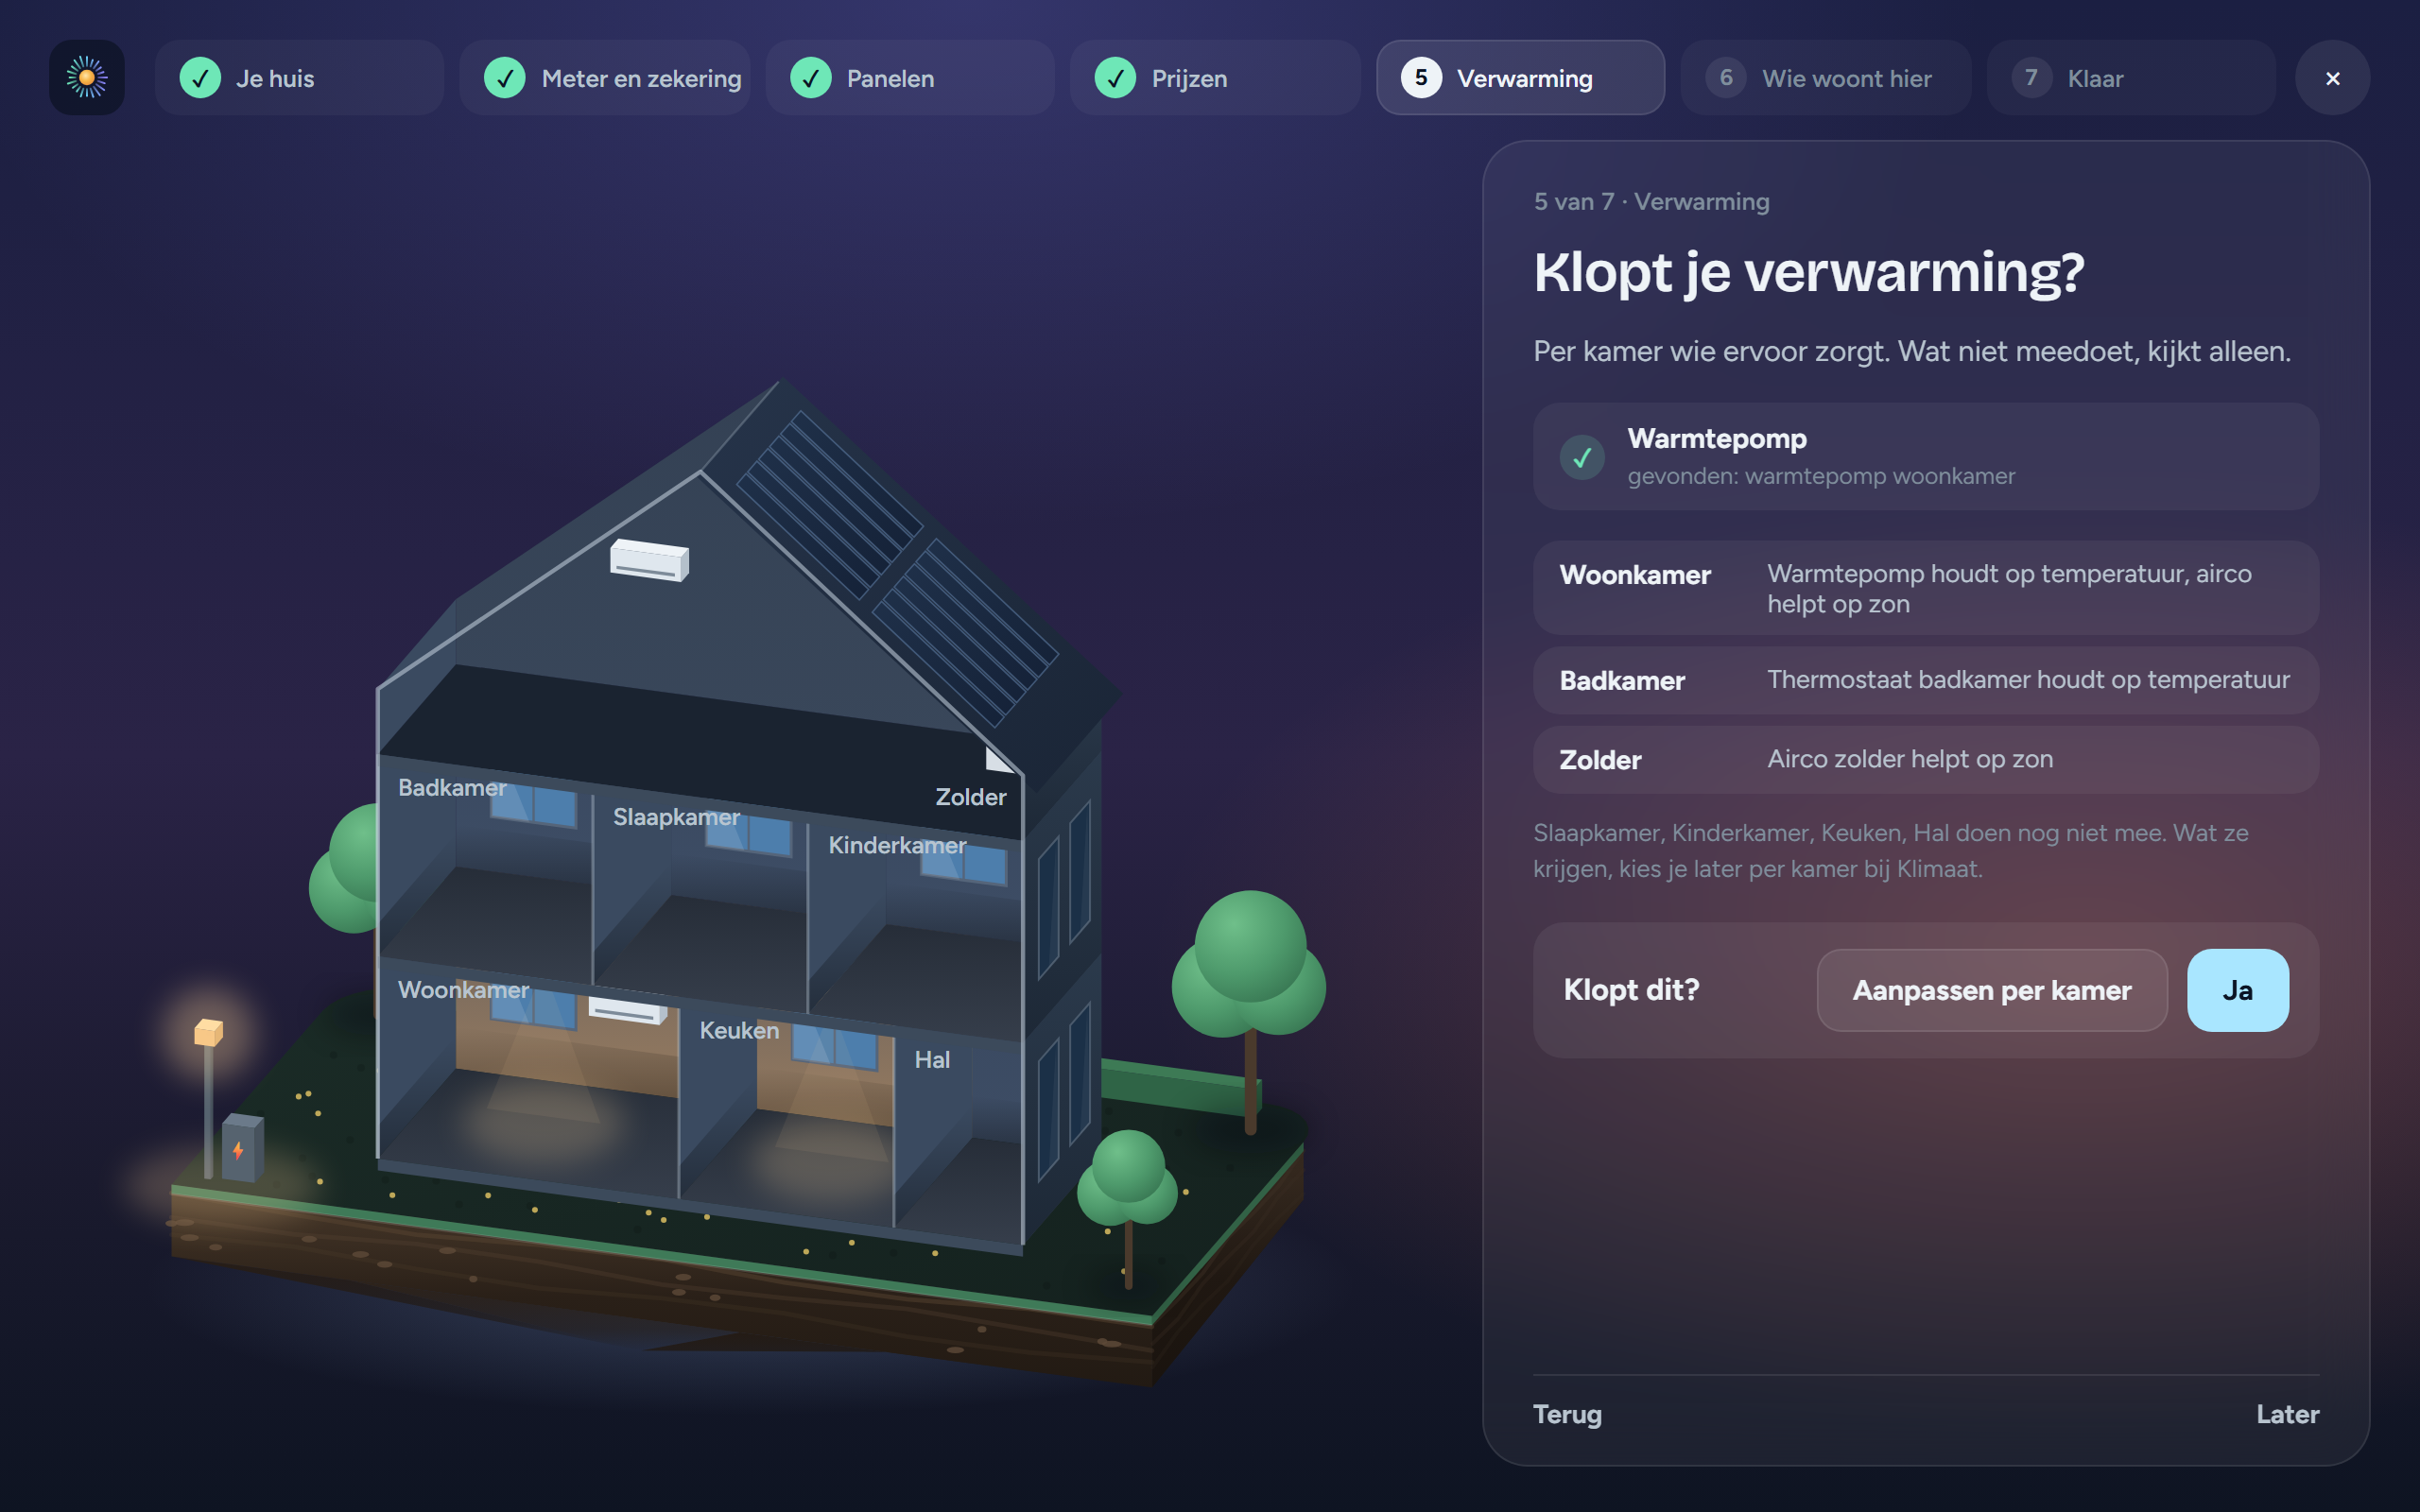 Je huis
Meter en zekering
Panelen
Prijzen
5 Verwarming
6 Wie woont hier
7 Klaar
5 van 7 · Verwarming
Klopt je verwarming?
Per kamer wie ervoor zorgt. Wat niet meedoet, kijkt alleen.
Warmtepomp
gevonden: warmtepomp woonkamer
Woonkamer
Warmtepomp houdt op temperatuur, airco
helpt op zon
Badkamer
Thermostaat badkamer houdt op temperatuur
Zolder
Airco zolder helpt op zon
Slaapkamer, Kinderkamer, Keuken, Hal doen nog niet mee. Wat ze
krijgen, kies je later per kamer bij Klimaat.
Klopt dit?
Aanpassen per kamer
Ja
Terug
Later
Badkamer
Slaapkamer
Kinderkamer
Zolder
Woonkamer
Keuken
Hal